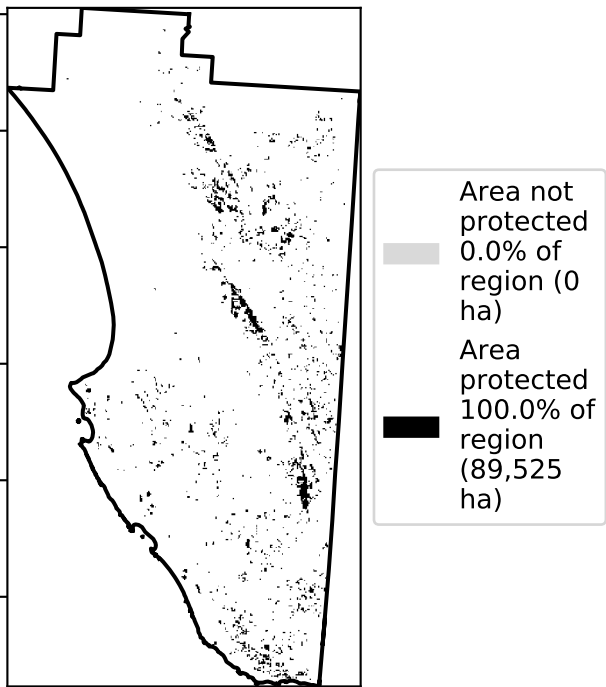 Area not
protected
0.0% of
region (0
ha)
Area
protected
100.0% of
region
(89,525
ha)